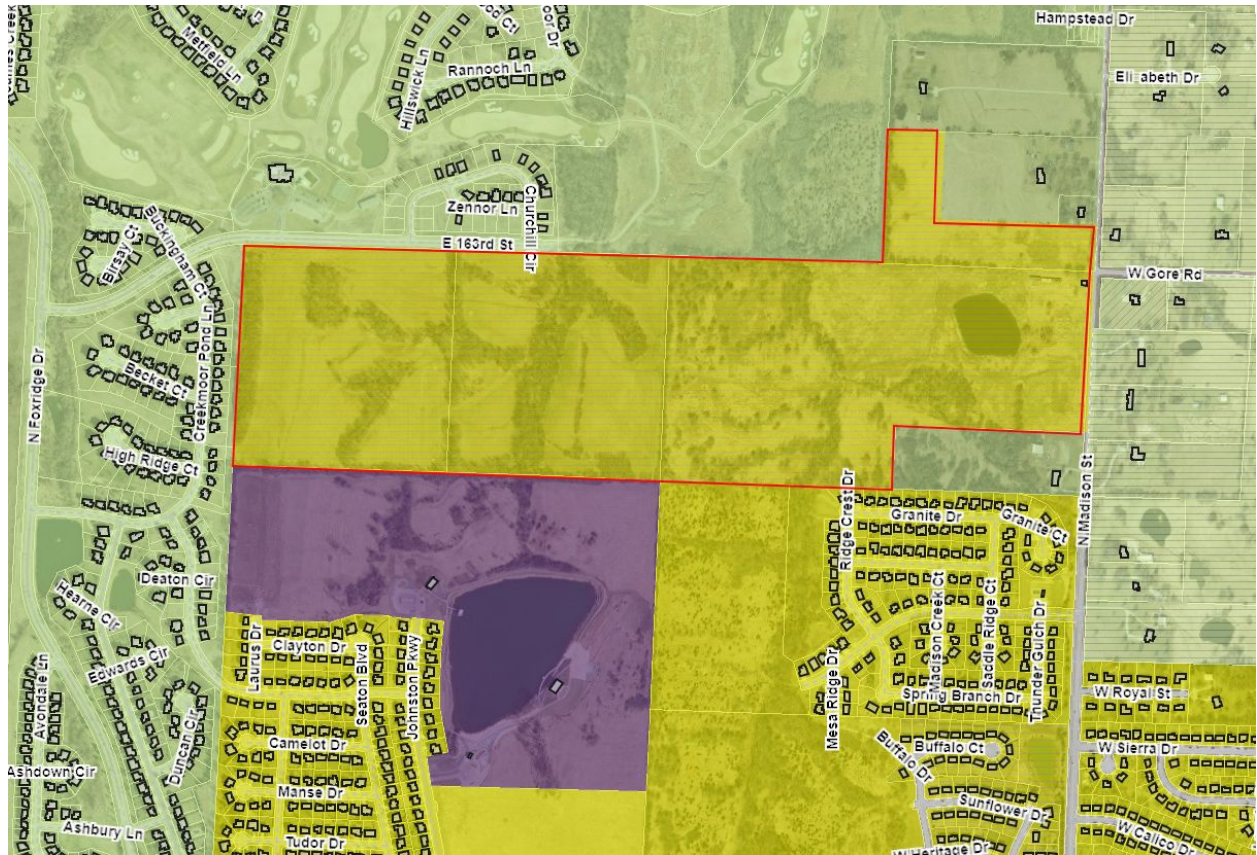 Hampstead Dr
Metfield Ln
Rannoch Ln
Hillswick Ln
Elizabeth Dr
Zennor Ln
Churchill Cir
E 163rd St
Buckingham Ct
Birsay Ct
W Gore Rd
Creekmoor Pond Ln
Becket Ct
N Foxridge Dr
High Ridge Ct
N Madison St
Ridge Crest Dr
Granite Dr
Granite Ct
Deaton Cir
Hearne Cir
Edwards Cir
Laurus Dr
Clayton Dr
Seaton Blvd
Johnston Pkwy
Madison Creek Ct
Saddle Ridge Ct
Thunder Gulch Dr
Avondale Ln
Duncan Cir
Mesa Ridge Dr
Spring Branch Dr
W Royal St
Camelot Dr
Buffalo Dr
Buffalo Ct
W Sierra Dr
Ashdown Cir
Manse Dr
Sunflower Dr
Ashbury Ln
Tudor Dr
W Heritage Dr
W Calico Dr